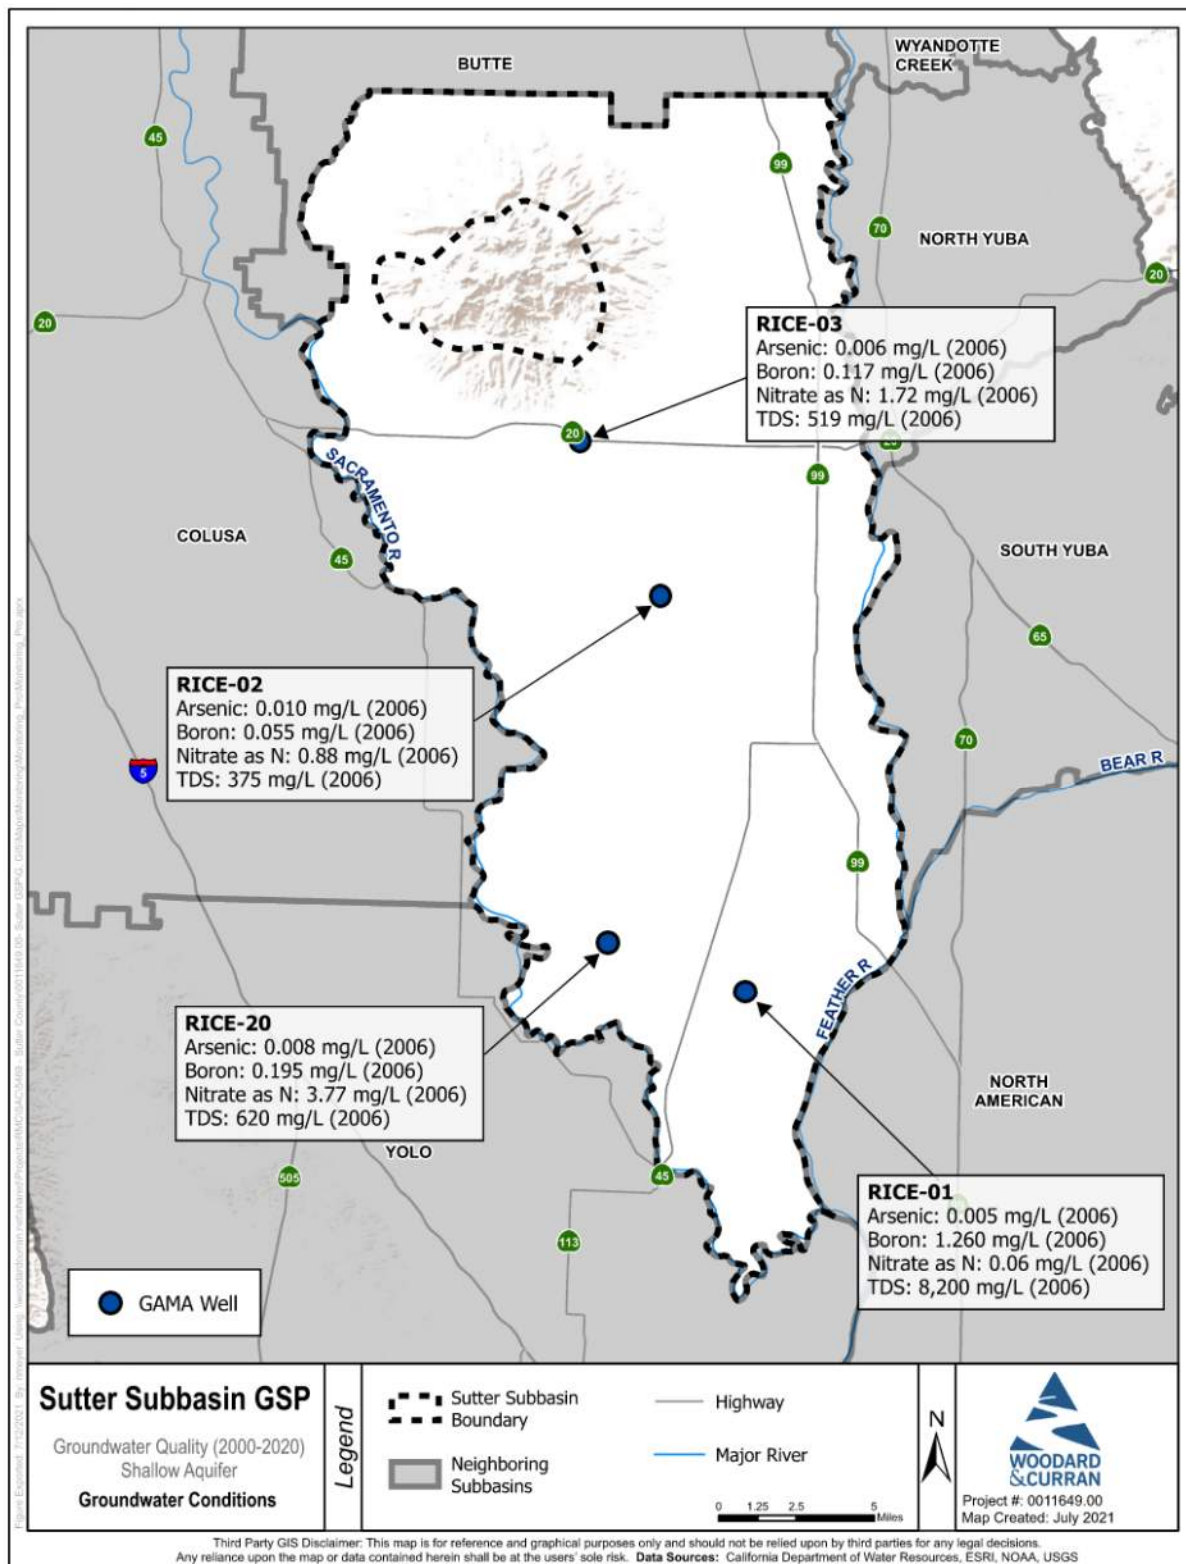 BUTTE
WYANDOTTE
CREEK
45
99
70
NORTH YUBA
20
20
RICE-03
Arsenic: 0.006 mg/L (2006)
Boron: 0.117 mg/L (2006)
Nitrate as N: 1.72 mg/L (2006)
TDS: 519 mg/L (2006)
20
20
99
SACRAMENTO R
COLUSA
45
SOUTH YUBA
65
RICE-02
Arsenic: 0.010 mg/L (2006)
Boron: 0.055 mg/L (2006)
Nitrate as N: 0.88 mg/L (2006)
TDS: 375 mg/L (2006)
5
70
BEAR R
99
FEATHER R
RICE-20
Arsenic: 0.008 mg/L (2006)
Boron: 0.195 mg/L (2006)
Nitrate as N: 3.77 mg/L (2006)
TDS: 620 mg/L (2006)
NORTH
AMERICAN
YOLO
505
45
113
RICE-01
Arsenic: 0.005 mg/L (2006)
Boron: 1.260 mg/L (2006)
Nitrate as N: 0.06 mg/L (2006)
TDS: 8,200 mg/L (2006)
GAMA Well
Sutter Subbasin GSP
Groundwater Quality (2000-2020)
Shallow Aquifer
Groundwater Conditions
Legend
Sutter Subbasin
Boundary
Neighboring
Subbasins
Highway
Major River
0 1.25 2.5 5
Miles
N
WOODARD
&CURRAN
Project #: 0011649.00
Map Created: July 2021
Third Party GIS Disclaimer: This map is for reference and graphical purposes only and should not be relied upon by third parties for any legal decisions.
Any reliance upon the map or data contained herein shall be at the users' sole risk. Data Sources: California Department of Water Resources, ESRI, NOAA, USGS